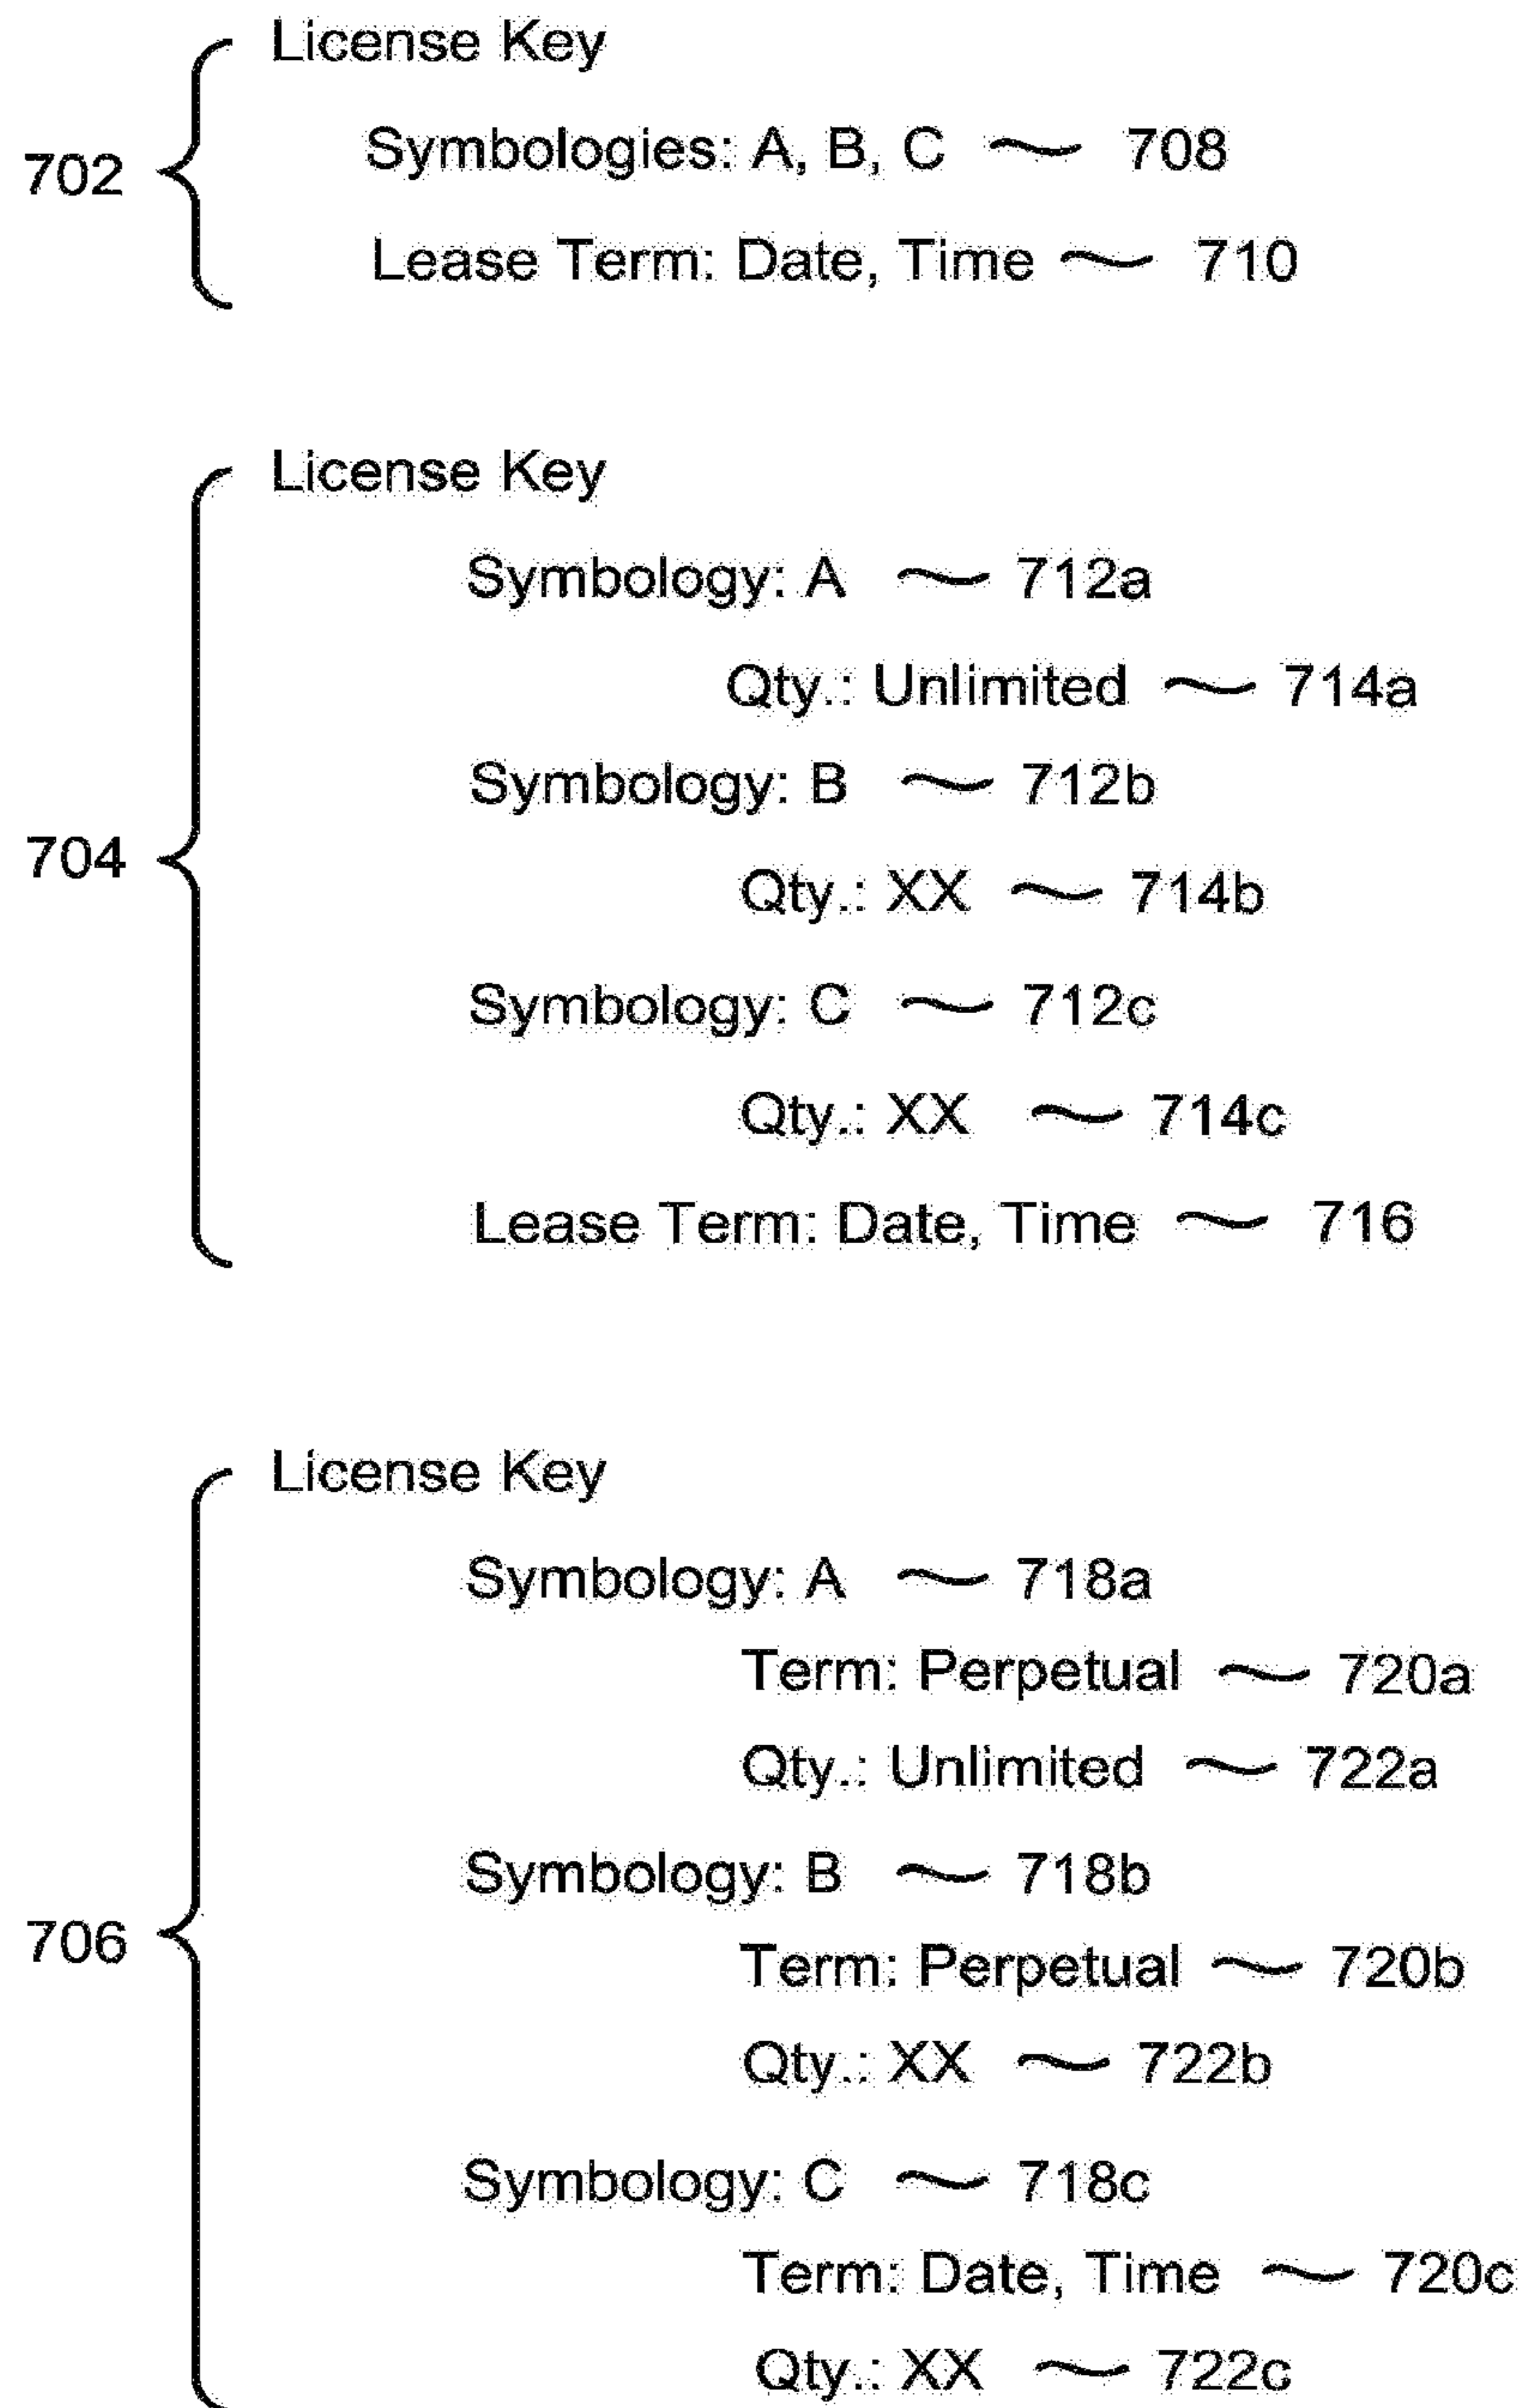 License Key
Symbologies: A, B, C 708
702
Lease Term: Date, Time 710
License Key
Symbology: A 712a
Qty.: Unlimited 714a
Symbology: B 712b
704
Qty.: XX 714b
Symbology: C 712c
Qty.: XX 714c
Lease Term: Date, Time 716
License Key
Symbology: A 718a
Term: Perpetual 720a
Qty.: Unlimited 722a
Symbology: B 718b
706
Term: Perpetual 720b
Qty.: XX 722b
Symbology: C 718c
Term: Date, Time 720c
Qty.: XX 722c